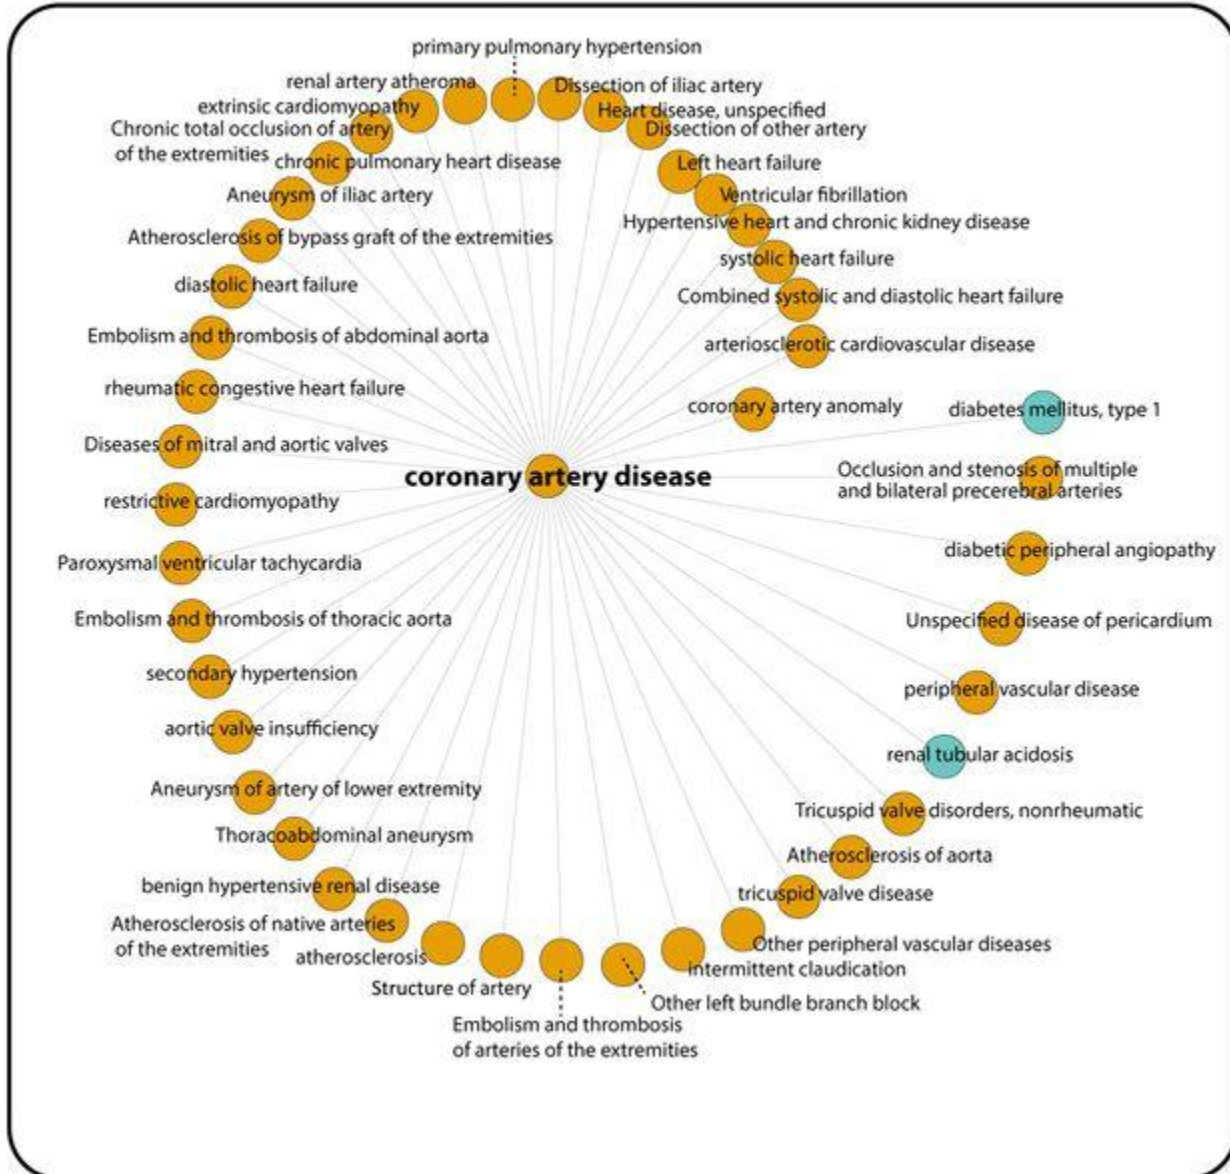 primary pulmonary hypertension
renal artery atheroma
Dissection of iliac artery
extrinsic cardiomyopathy
Heart disease, unspecified
Chronic total occlusion of artery
of the extremities
Dissection of other artery
chronic pulmonary heart disease
Left heart failure
Aneurysm of iliac artery
Ventricular fibrillation
Hypertensive heart and chronic kidney disease
Atherosclerosis of bypass graft of the extremities
systolic heart failure
diastolic heart failure
Combined systolic and diastolic heart failure
Embolism and thrombosis of abdominal aorta
arteriosclerotic cardiovascular disease
rheumatic congestive heart failure
coronary artery anomaly
diabetes mellitus, type 1
Diseases of mitral and aortic valves
coronary artery disease
Occlusion and stenosis of multiple
and bilateral precerebral arteries
restrictive cardiomyopathy
diabetic peripheral angiopathy
Paroxysmal ventricular tachycardia
Embolism and thrombosis of thoracic aorta
Unspecified disease of pericardium
secondary hypertension
peripheral vascular disease
aortic valve insufficiency
renal tubular acidosis
Aneurysm of artery of lower extremity
Tricuspid valve disorders, nonrheumatic
Thoracoabdominal aneurysm
Atherosclerosis of aorta
benign hypertensive renal disease
tricuspid valve disease
Atherosclerosis of native arteries
of the extremities
Other peripheral vascular diseases
atherosclerosis
intermittent claudication
Structure of artery
Other left bundle branch block
Embolism and thrombosis
of arteries of the extremities